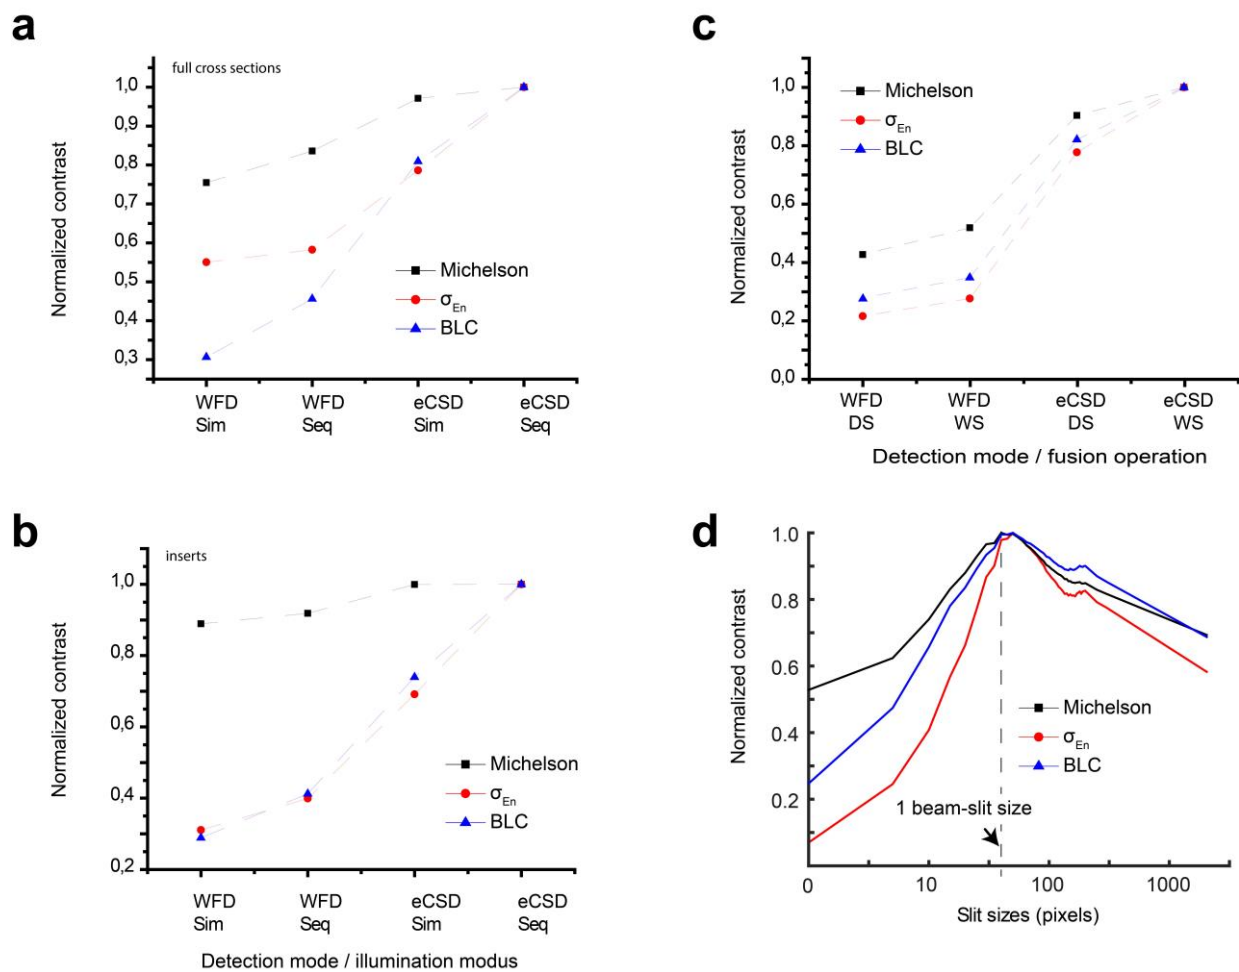 a
full cross sections
1,0
0,9
0,8
0,7
0,6
0,5
0,4
0,3
Normalized contrast
Michelson
σEn
BLC
WFD
Sim
WFD
Seq
eCSD
Sim
eCSD
Seq
b
inserts
1,0
0,8
0,6
0,4
0,2
Normalized contrast
Michelson
σEn
BLC
WFD
Sim
WFD
Seq
eCSD
Sim
eCSD
Seq
Detection mode / illumination modus
c
1,0
0,8
0,6
0,4
0,2
0,0
Normalized contrast
Michelson
σEn
BLC
WFD
DS
WFD
WS
eCSD
DS
eCSD
WS
Detection mode / fusion operation
d
1.0
0.8
0.6
0.4
0.2
Normalized contrast
Michelson
σEn
BLC
1 beam-slit size
0
10
100
1000
Slit sizes (pixels)